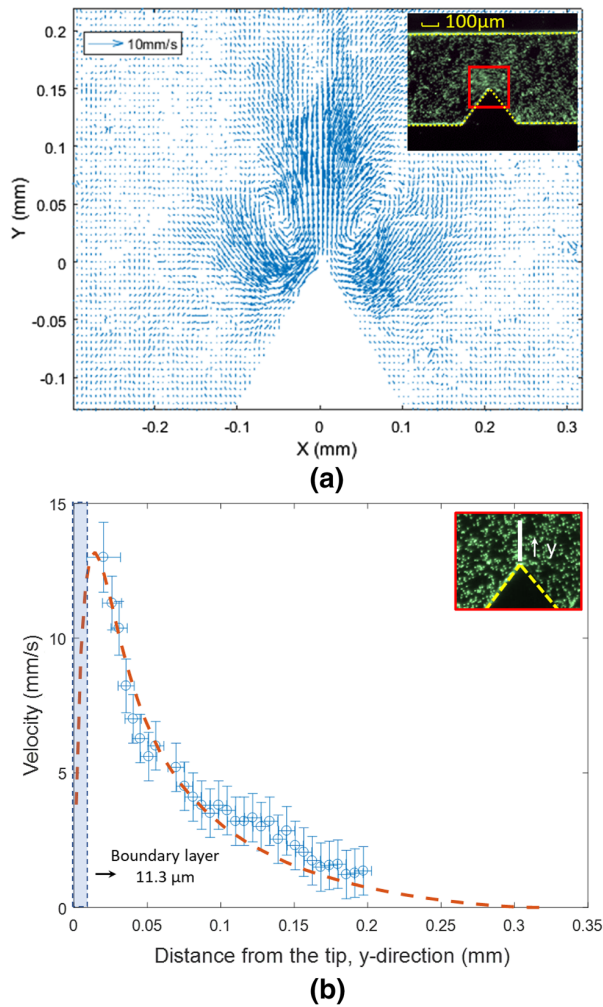 0.2
0.15
0.1
0.05
0
-0.05
-0.1
Y (mm)
10mm/s
100μm
-0.2
-0.1
0
0.1
0.2
0.3
X (mm)
(a)
15
10
5
0
Velocity (mm/s)
y
Boundary layer
11.3 μm
0
0.05
0.1
0.15
0.2
0.25
0.3
0.35
Distance from the tip, y-direction (mm)
(b)